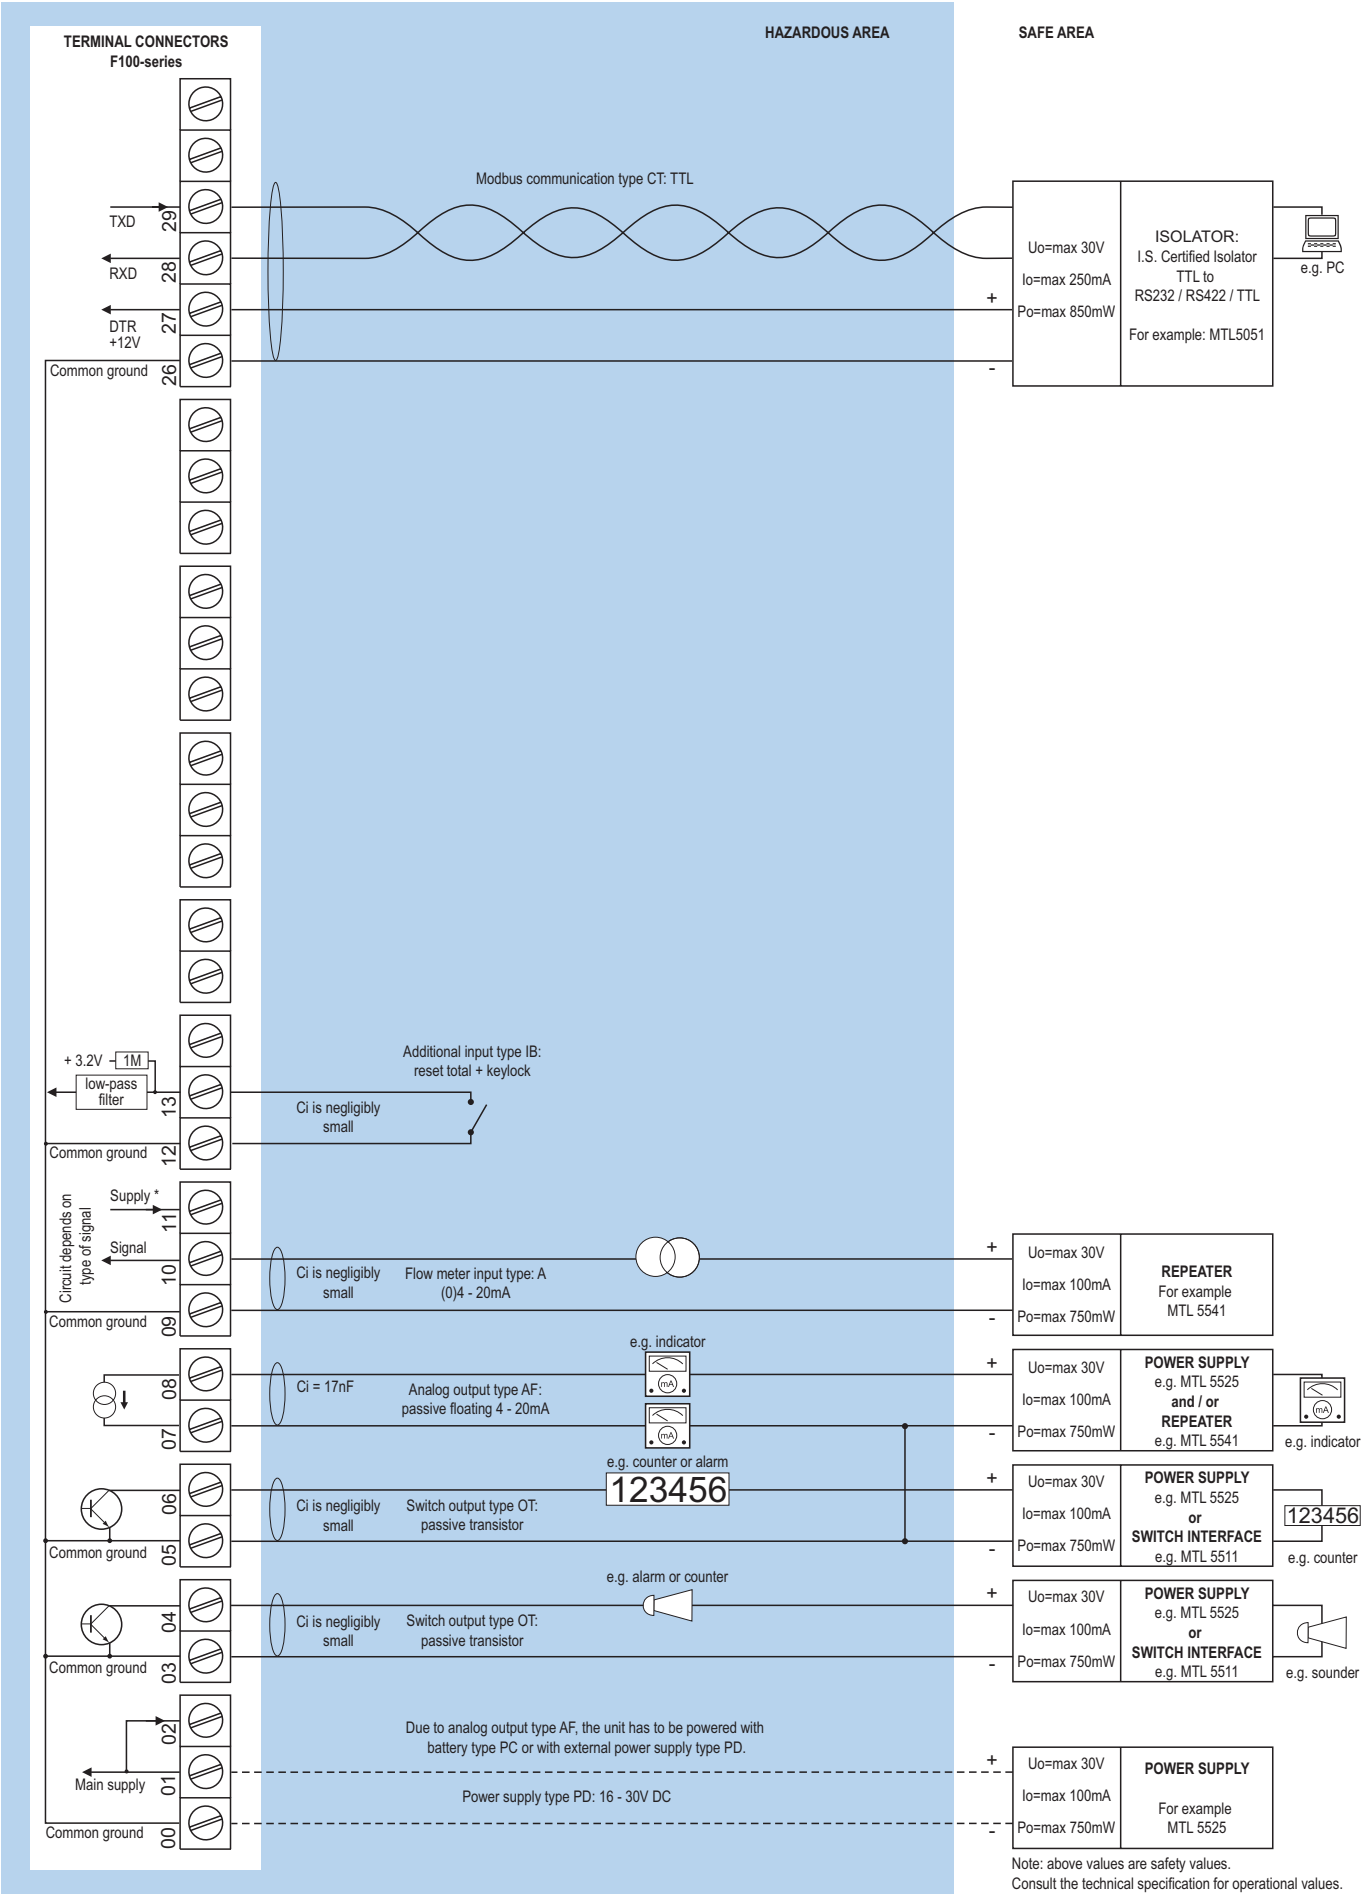 HAZARDOUS AREA
SAFE AREA
TERMINAL CONNECTORS
F100-series
Modbus communication type CT: TTL
TXD
29
RXD
28
DTR
+12V
27
Common ground
26
+
-
Uo=max 30V
Io=max 250mA
Po=max 850mW
ISOLATOR:
I.S. Certified Isolator
TTL to
RS232 / RS422 / TTL
For example: MTL5051
e.g. PC
+ 3.2V
1M
low-pass
filter
13
Common ground
12
Additional input type IB:
reset total + keylock
Ci is negligibly
small
Circuit depends on
type of signal
Supply *
11
Signal
10
Common ground
09
Ci is negligibly
small
Flow meter input type: A
(0)4 - 20mA
+
-
Uo=max 30V
Io=max 100mA
Po=max 750mW
REPEATER
For example
MTL 5541
08
07
Ci = 17nF
Analog output type AF:
passive floating 4 - 20mA
e.g. indicator
mA
mA
+
-
Uo=max 30V
Io=max 100mA
Po=max 750mW
POWER SUPPLY
e.g. MTL 5525
and / or
REPEATER
e.g. MTL 5541
mA
e.g. indicator
06
Common ground
05
Ci is negligibly
small
Switch output type OT:
passive transistor
e.g. counter or alarm
123456
+
-
Uo=max 30V
Io=max 100mA
Po=max 750mW
POWER SUPPLY
e.g. MTL 5525
or
SWITCH INTERFACE
e.g. MTL 5511
123456
e.g. counter
04
Common ground
03
Ci is negligibly
small
Switch output type OT:
passive transistor
e.g. alarm or counter
+
-
Uo=max 30V
Io=max 100mA
Po=max 750mW
POWER SUPPLY
e.g. MTL 5525
or
SWITCH INTERFACE
e.g. MTL 5511
e.g. sounder
02
Main supply
01
Common ground
00
Due to analog output type AF, the unit has to be powered with
battery type PC or with external power supply type PD.
Power supply type PD: 16 - 30V DC
+
-
Uo=max 30V
Io=max 100mA
Po=max 750mW
POWER SUPPLY
For example
MTL 5525
Note: above values are safety values.
Consult the technical specification for operational values.